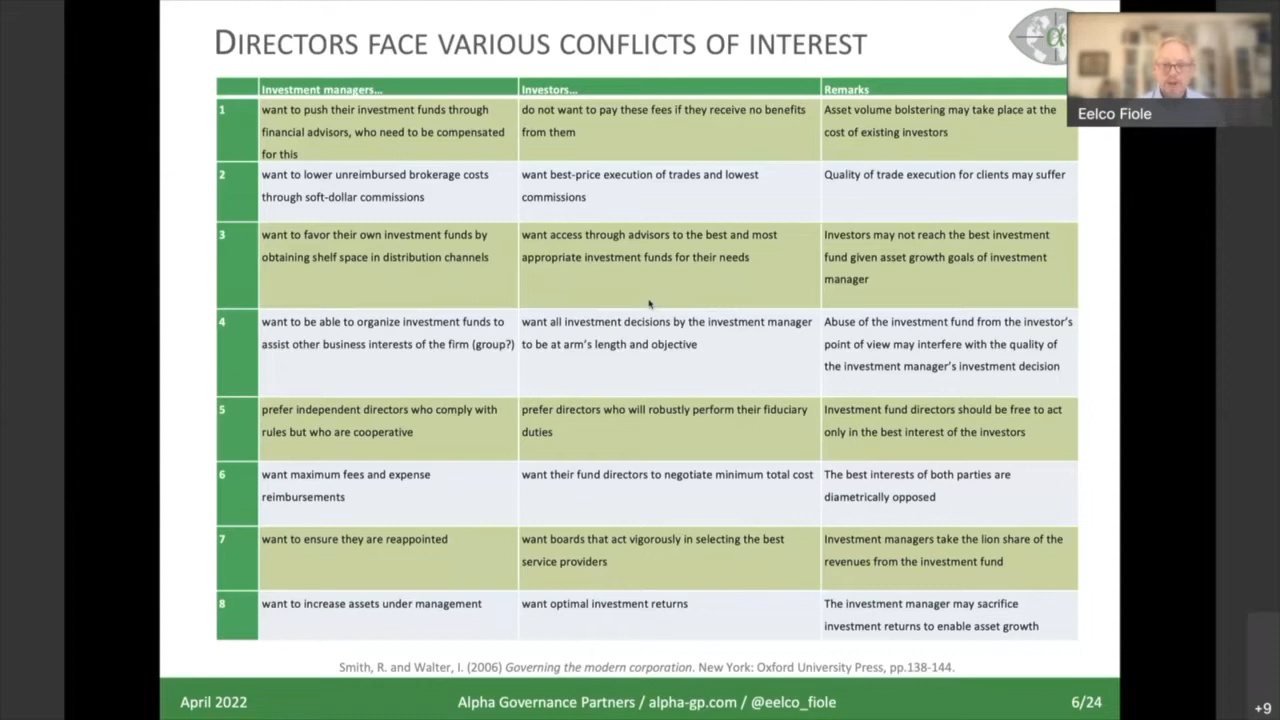 DIRECTORS FACE VARIOUS CONFLICTS OF INTEREST
α
Eelco Fiole
Investment managers... Investors... Remarks
1 want to push their investment funds through do not want to pay these fees if they receive no benefits Asset volume bolstering may take place at the
financial advisors, who need to be compensated from them cost of existing investors
for this
2 want to lower unreimbursed brokerage costs want best-price execution of trades and lowest Quality of trade execution for clients may suffer
through soft-dollar commissions commissions
3 want to favor their own investment funds by want access through advisors to the best and most Investors may not reach the best investment
obtaining shelf space in distribution channels appropriate investment funds for their needs fund given asset growth goals of investment
manager
4 want to be able to organize investment funds to want all investment decisions by the investment manager Abuse of the investment fund from the investor's
assist other business interests of the firm (group?) to be at arm's length and objective point of view may interfere with the quality of
the investment manager's investment decision
5 prefer independent directors who comply with prefer directors who will robustly perform their fiduciary Investment fund directors should be free to act
rules but who are cooperative duties only in the best interest of the investors
6 want maximum fees and expense want their fund directors to negotiate minimum total cost The best interests of both parties are
reimbursements diametrically opposed
7 want to ensure they are reappointed want boards that act vigorously in selecting the best Investment managers take the lion share of the
service providers revenues from the investment fund
8 want to increase assets under management want optimal investment returns The investment manager may sacrifice
investment returns to enable asset growth
Smith, R. and Walter, I. (2006) Governing the modern corporation. New York: Oxford University Press, pp.138-144.
April 2022 Alpha Governance Partners / alpha-gp.com / @eelco_fiole 6/24
+9